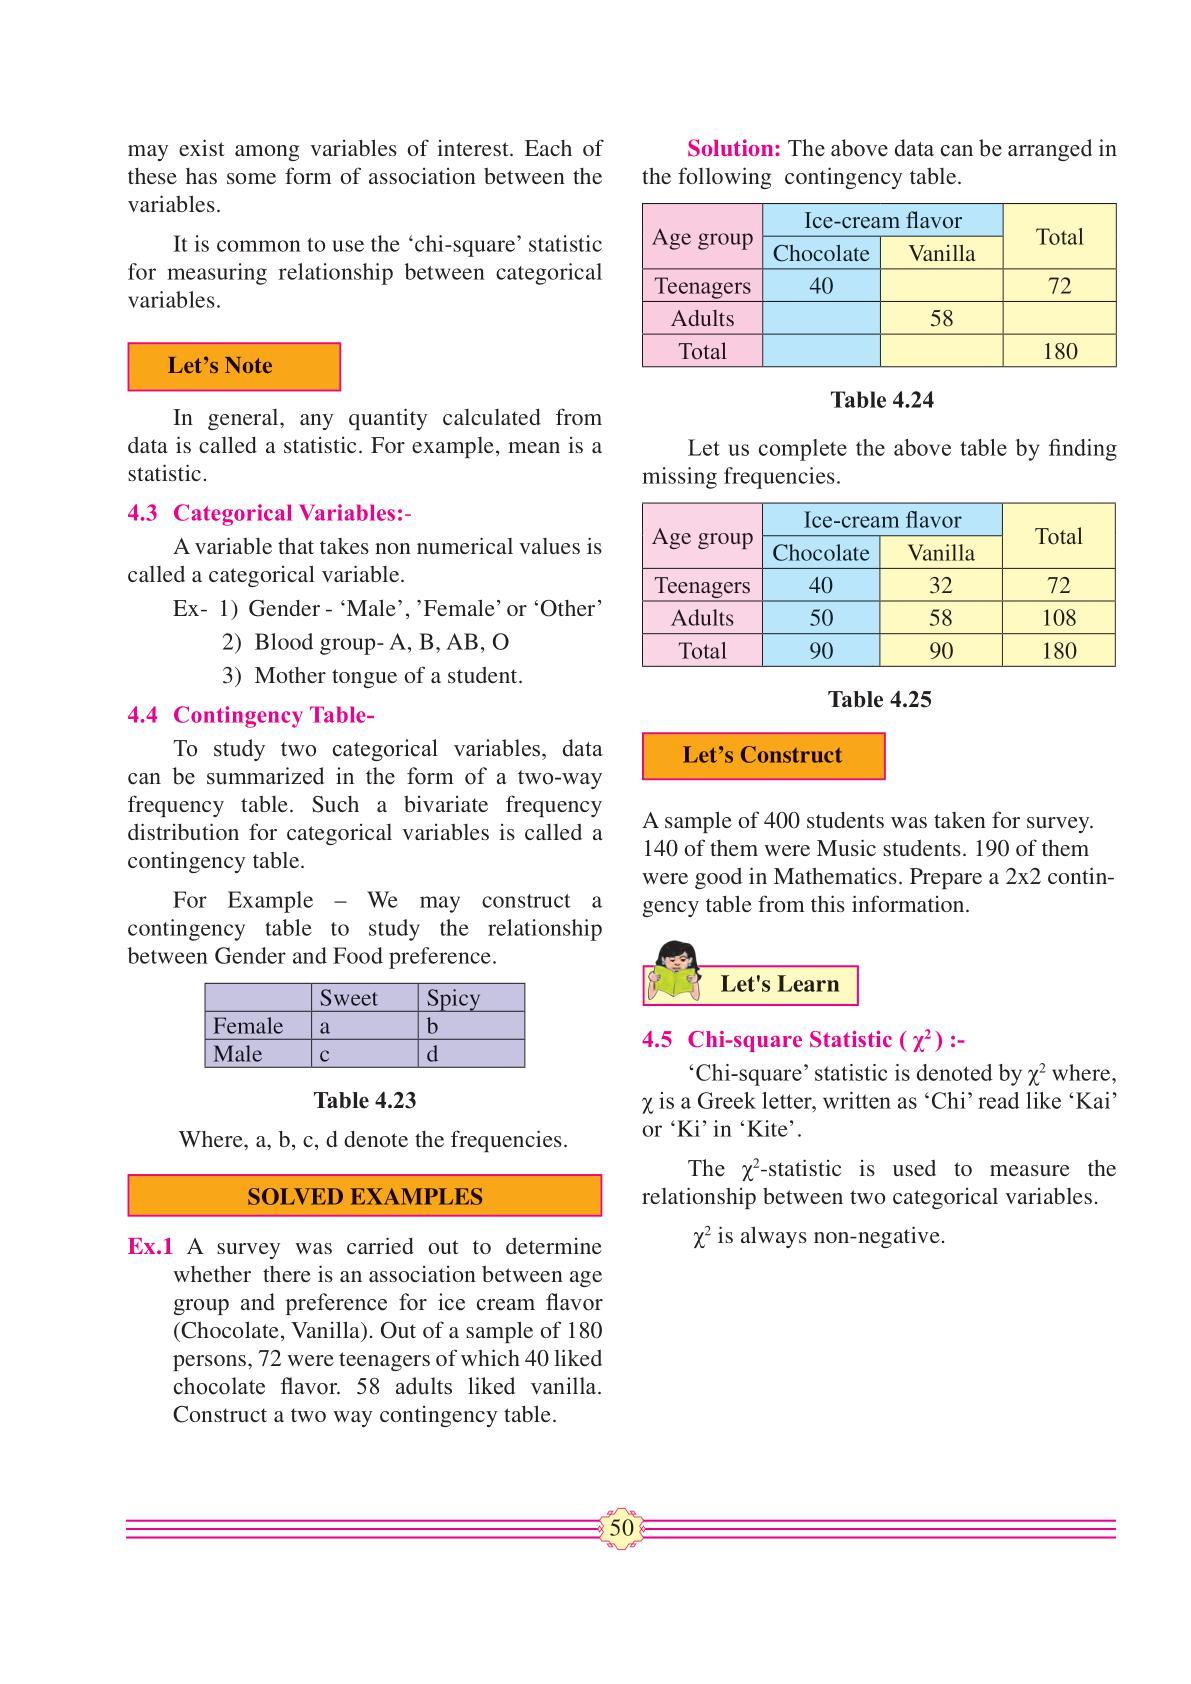 may exist among variables of interest. Each of
these has some form of association between the
variables.
It is common to use the ‘chi-square’ statistic
for measuring relationship between categorical
variables.
Let’s Note
In general, any quantity calculated from
data is called a statistic. For example, mean is a
statistic.
4.3 Categorical Variables:-
A variable that takes non numerical values is
called a categorical variable.
Ex- 1) Gender - ‘Male’, ’Female’ or ‘Other’
2) Blood group- A, B, AB, O
3) Mother tongue of a student.
4.4 Contingency Table-
To study two categorical variables, data
can be summarized in the form of a two-way
frequency table. Such a bivariate frequency
distribution for categorical variables is called a
contingency table.
For Example – We may construct a
contingency table to study the relationship
between Gender and Food preference.
Sweet Spicy
Female a b
Male c d
Table 4.23
Where, a, b, c, d denote the frequencies.
SOLVED EXAMPLES
Ex.1 A survey was carried out to determine
whether there is an association between age
group and preference for ice cream flavor
(Chocolate, Vanilla). Out of a sample of 180
persons, 72 were teenagers of which 40 liked
chocolate flavor. 58 adults liked vanilla.
Construct a two way contingency table.
Solution: The above data can be arranged in
the following contingency table.
Age group Ice-cream flavor Total
Chocolate Vanilla
Teenagers 40 72
Adults 58
Total 180
Table 4.24
Let us complete the above table by finding
missing frequencies.
Age group Ice-cream flavor Total
Chocolate Vanilla
Teenagers 40 32 72
Adults 50 58 108
Total 90 90 180
Table 4.25
Let’s Construct
A sample of 400 students was taken for survey.
140 of them were Music students. 190 of them
were good in Mathematics. Prepare a 2x2 contin-
gency table from this information.
Let's Learn
4.5 Chi-square Statistic ( χ² ) :-
‘Chi-square’ statistic is denoted by χ² where,
χ is a Greek letter, written as ‘Chi’ read like ‘Kai’
or ‘Ki’ in ‘Kite’.
The χ²-statistic is used to measure the
relationship between two categorical variables.
χ² is always non-negative.
50